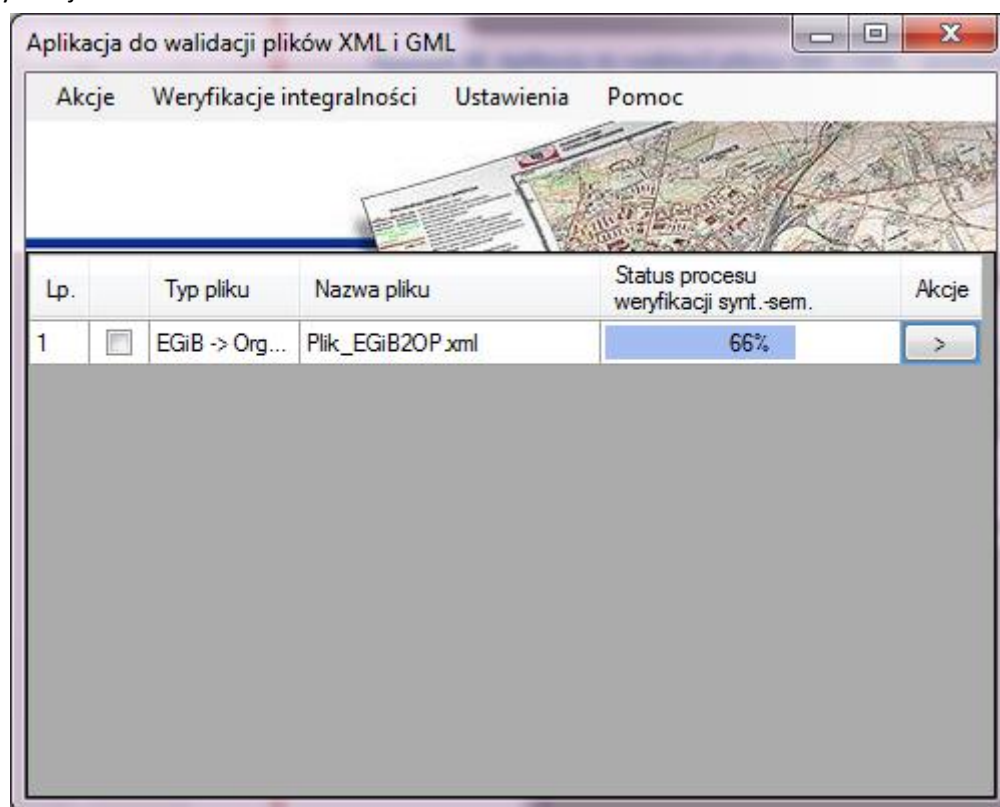 Aplikacja do walidacji plików XML i GML
Akcje Weryfikacje integralności Ustawienia Pomoc
Lp. Typ pliku Nazwa pliku Status procesu
weryfikacji synt.-sem. Akcje
1 EGiB -> Org... Plik_EGiB2OP.xml 66% >